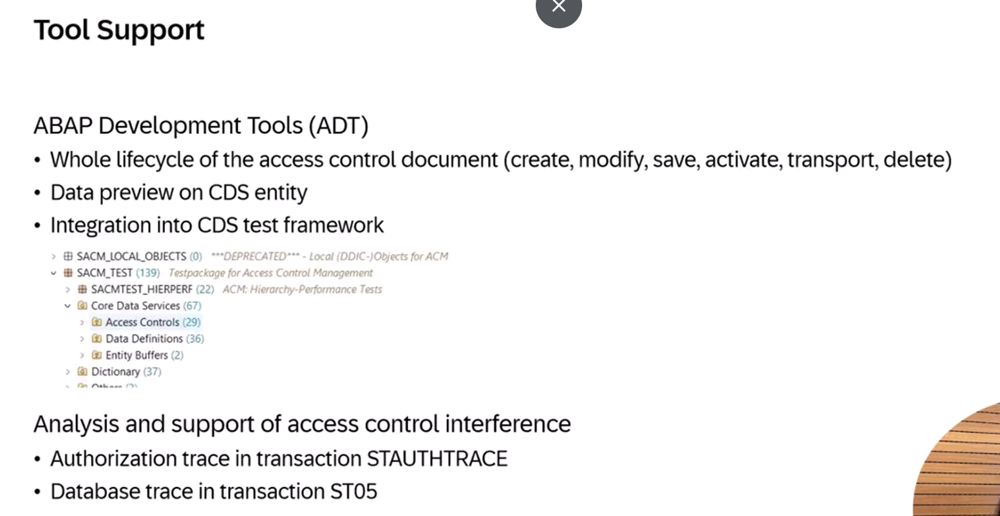 Tool Support
ABAP Development Tools (ADT)
• Whole lifecycle of the access control document (create, modify, save, activate, transport, delete)
• Data preview on CDS entity
• Integration into CDS test framework
SACM_LOCAL_OBJECTS (0) ***DEPRECATED*** - Local (DDIC-)Objects for ACM
SACM_TEST (139) Testpackage for Access Control Management
SACMTEST_HIERPERF (22) ACM: Hierarchy-Performance Tests
Core Data Services (67)
Access Controls (29)
Data Definitions (36)
Entity Buffers (2)
Dictionary (37)
Analysis and support of access control interference
• Authorization trace in transaction STAUTHTRACE
• Database trace in transaction ST05